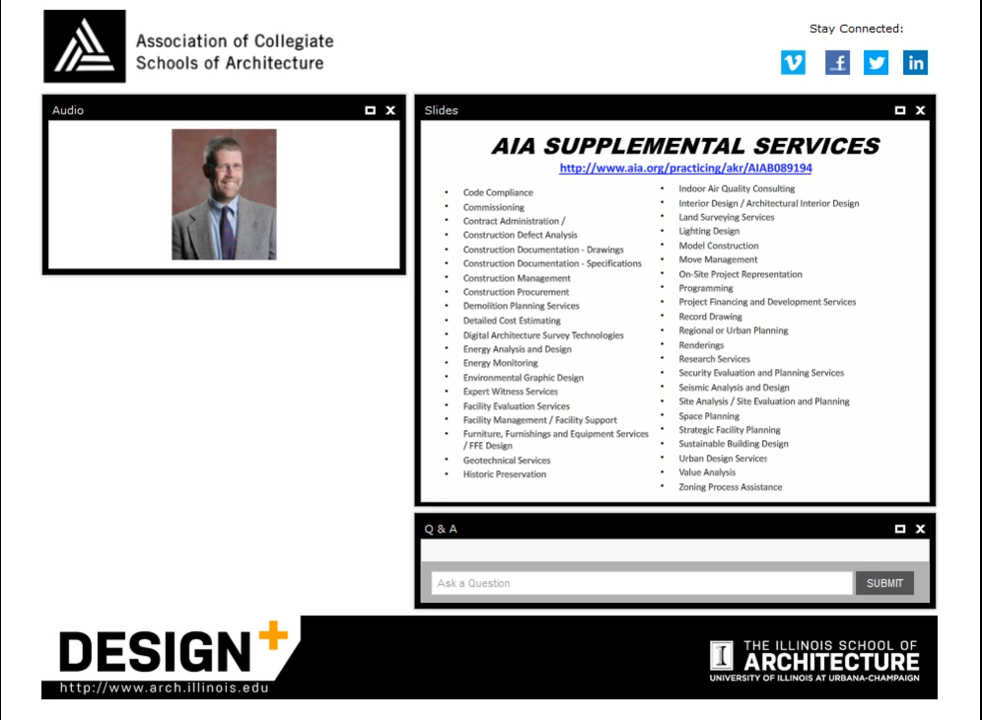 Association of Collegiate
Schools of Architecture
Stay Connected:
Audio
Slides
AIA SUPPLEMENTAL SERVICES
http://www.aia.org/practicing/akr/AIAB089194
• Code Compliance
• Commissioning
• Contract Administration /
• Construction Defect Analysis
• Construction Documentation - Drawings
• Construction Documentation - Specifications
• Construction Management
• Construction Procurement
• Demolition Planning Services
• Detailed Cost Estimating
• Digital Architecture Survey Technologies
• Energy Analysis and Design
• Energy Monitoring
• Environmental Graphic Design
• Expert Witness Services
• Facility Evaluation Services
• Facility Management / Facility Support
• Furniture, Furnishings and Equipment Services
/ FFE Design
• Geotechnical Services
• Historic Preservation
• Indoor Air Quality Consulting
• Interior Design / Architectural Interior Design
• Land Surveying Services
• Lighting Design
• Model Construction
• Move Management
• On-Site Project Representation
• Programming
• Project Financing and Development Services
• Record Drawing
• Regional or Urban Planning
• Renderings
• Research Services
• Security Evaluation and Planning Services
• Seismic Analysis and Design
• Site Analysis / Site Evaluation and Planning
• Space Planning
• Strategic Facility Planning
• Sustainable Building Design
• Urban Design Services
• Value Analysis
• Zoning Process Assistance
Q & A
Ask a Question
SUBMIT
DESIGN+
http://www.arch.illinois.edu
I THE ILLINOIS SCHOOL OF
ARCHITECTURE
UNIVERSITY OF ILLINOIS AT URBANA-CHAMPAIGN